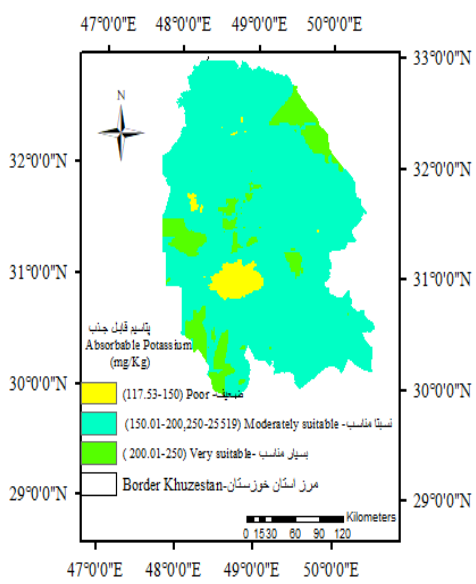 47°0'0"E 48°0'0"E 49°0'0"E 50°0'0"E
33°0'0"N
N
32°0'0"N 32°0'0"N
31°0'0"N 31°0'0"N
پتاسیم قابل جذب
Absorbable Potassium
(mg/Kg)
30°0'0"N 30°0'0"N
(117.53-150) Poor -ضعیف
(150.01-200,250-25519) Moderately suitable -نسبتا مناسب
( 200.01-250) Very suitable- بسیار مناسب
29°0'0"N 29°0'0"N
Border Khuzestan-مرز استان خوزستان
Kilometers
0 15 30 60 90 120
47°0'0"E 48°0'0"E 49°0'0"E 50°0'0"E